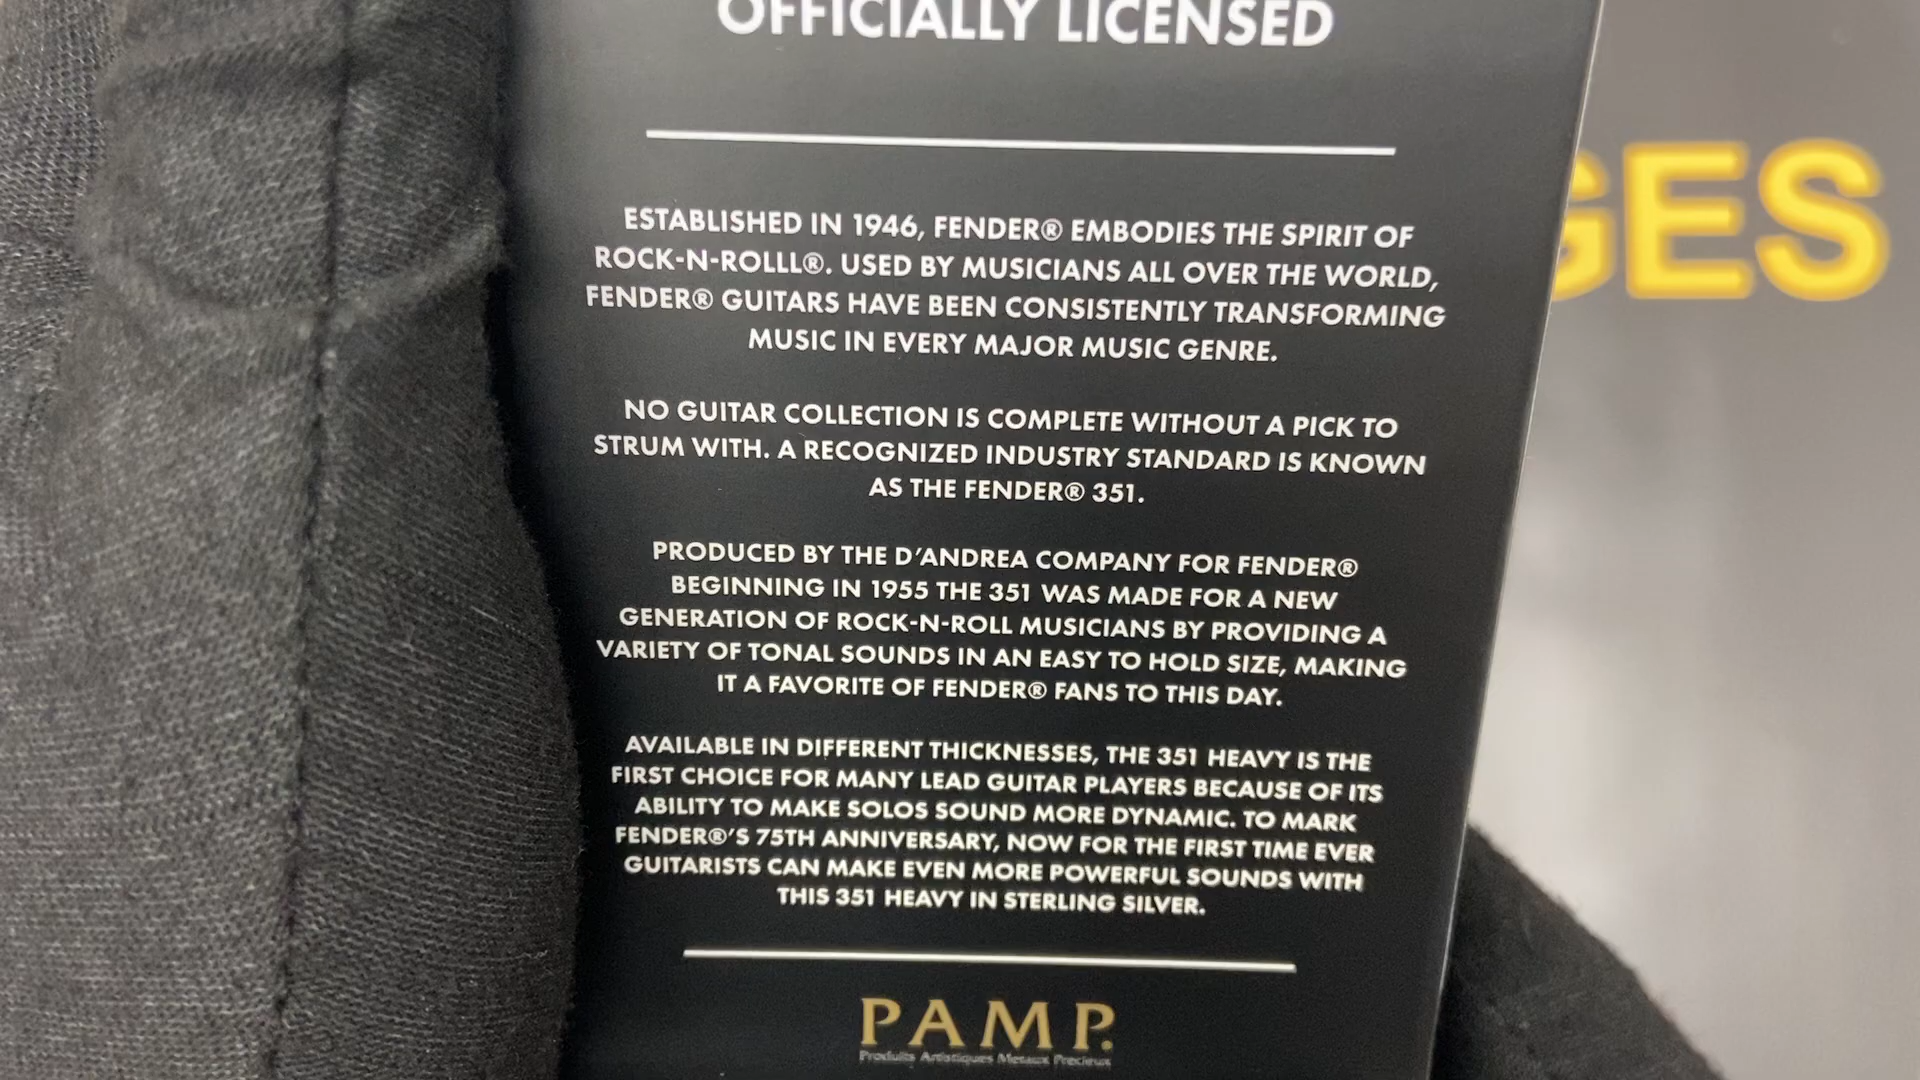 OFFICIALLY LICENSED
ESTABLISHED IN 1946, FENDER® EMBODIES THE SPIRIT OF
ROCK-N-ROLLL®. USED BY MUSICIANS ALL OVER THE WORLD,
FENDER® GUITARS HAVE BEEN CONSISTENTLY TRANSFORMING
MUSIC IN EVERY MAJOR MUSIC GENRE.
NO GUITAR COLLECTION IS COMPLETE WITHOUT A PICK TO
STRUM WITH. A RECOGNIZED INDUSTRY STANDARD IS KNOWN
AS THE FENDER® 351.
PRODUCED BY THE D'ANDREA COMPANY FOR FENDER®
BEGINNING IN 1955 THE 351 WAS MADE FOR A NEW
GENERATION OF ROCK-N-ROLL MUSICIANS BY PROVIDING A
VARIETY OF TONAL SOUNDS IN AN EASY TO HOLD SIZE, MAKING
IT A FAVORITE OF FENDER® FANS TO THIS DAY.
AVAILABLE IN DIFFERENT THICKNESSES, THE 351 HEAVY IS THE
FIRST CHOICE FOR MANY LEAD GUITAR PLAYERS BECAUSE OF ITS
ABILITY TO MAKE SOLOS SOUND MORE DYNAMIC. TO MARK
FENDER®'S 75TH ANNIVERSARY, NOW FOR THE FIRST TIME EVER
GUITARISTS CAN MAKE EVEN MORE POWERFUL SOUNDS WITH
THIS 351 HEAVY IN STERLING SILVER.
PAMP.
Produits Artistiques Métaux Précieux
GES